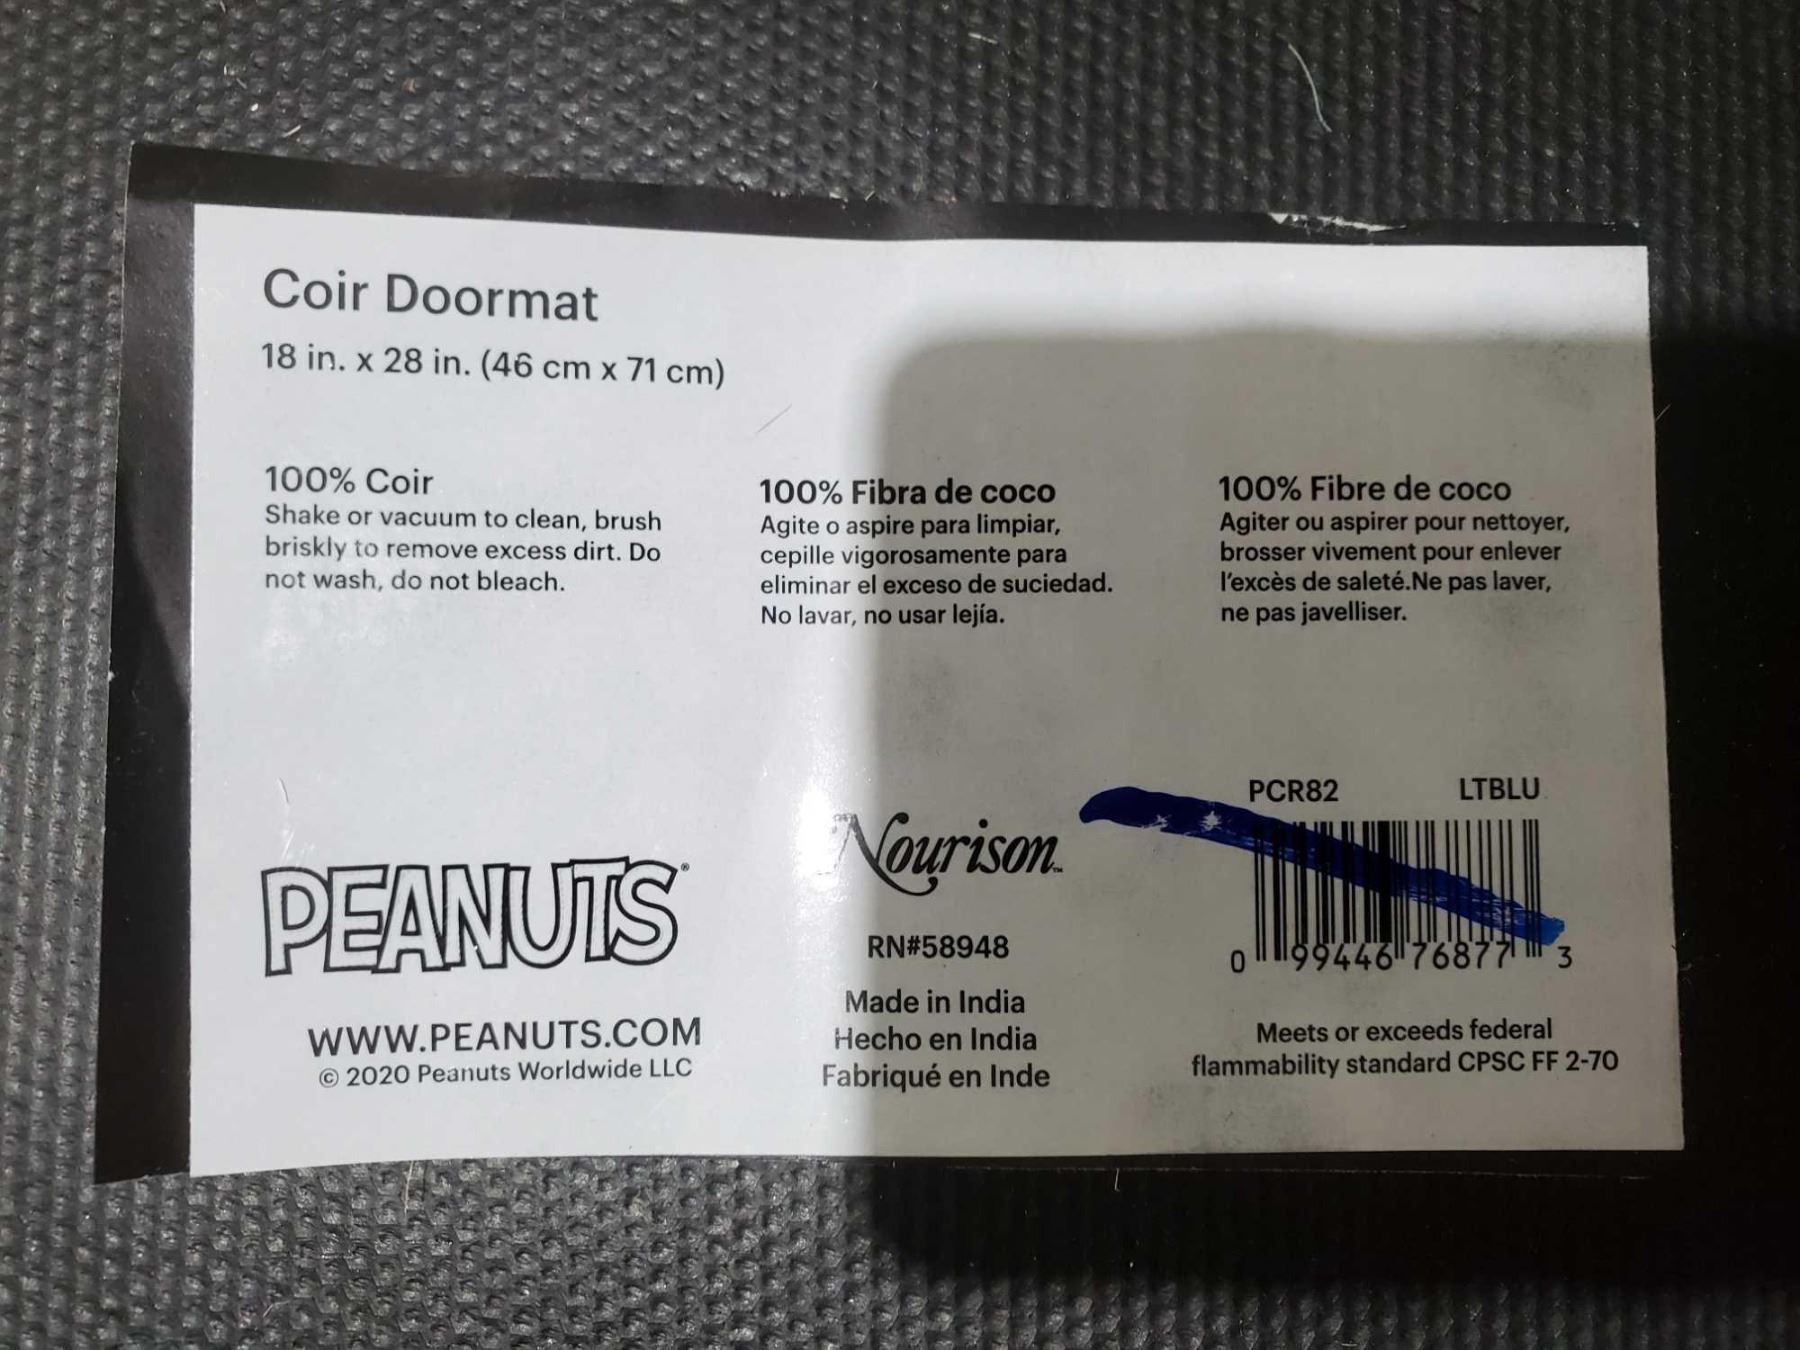 Coir Doormat
18 in. x 28 in. (46 cm x 71 cm)
100% Coir
Shake or vacuum to clean, brush
briskly to remove excess dirt. Do
not wash, do not bleach.
100% Fibra de coco
Agite o aspire para limpiar,
cepille vigorosamente para
eliminar el exceso de suciedad.
No lavar, no usar lejía.
100% Fibre de coco
Agiter ou aspirer pour nettoyer,
brosser vivement pour enlever
l'excès de saleté.Ne pas laver,
ne pas javelliser.
PEANUTS®
WWW.PEANUTS.COM
© 2020 Peanuts Worldwide LLC
Nourison™
RN#58948
Made in India
Hecho en India
Fabriqué en Inde
PCR82 LTBLU
0 99446 76877 3
Meets or exceeds federal
flammability standard CPSC FF 2-70